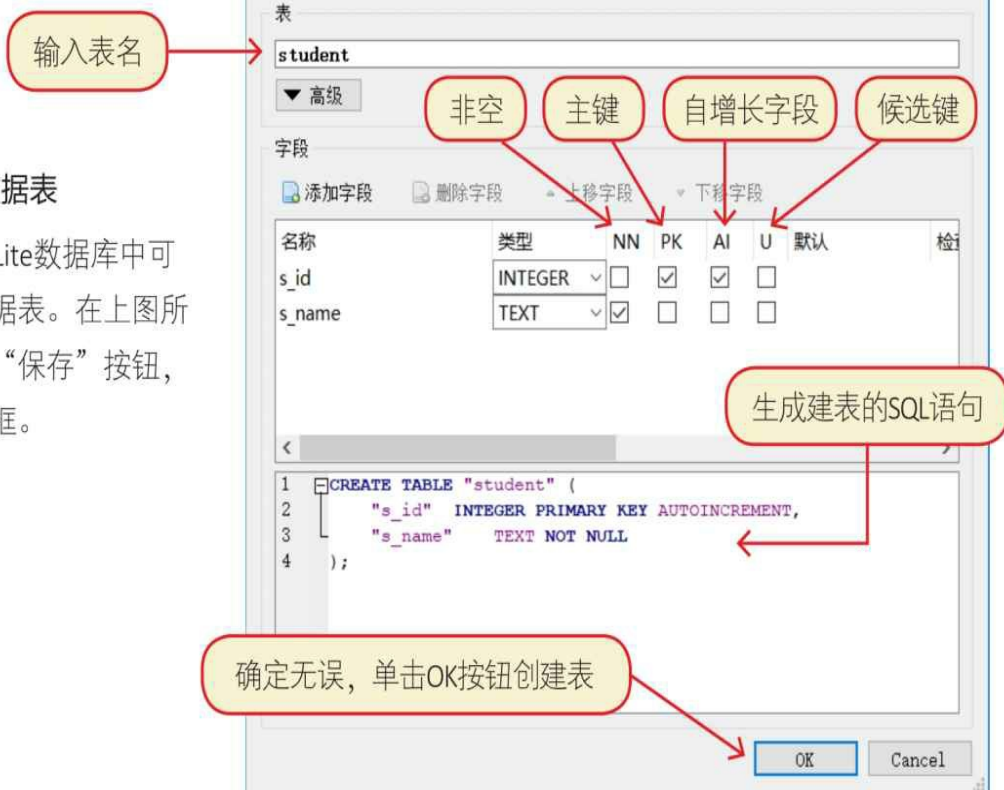 表
输入表名
student
高级
非空
主键
自增长字段
候选键
字段
添加字段 删除字段 上移字段 下移字段
名称 类型 NN PK AI U 默认
s_id INTEGER
s_name TEXT
据表
ite数据库中可
据表。在上图所
“保存”按钮，
框。
生成建表的SQL语句
1 CREATE TABLE "student" (
2 "s_id" INTEGER PRIMARY KEY AUTOINCREMENT,
3 "s_name" TEXT NOT NULL
4 );
确定无误，单击OK按钮创建表
OK Cancel